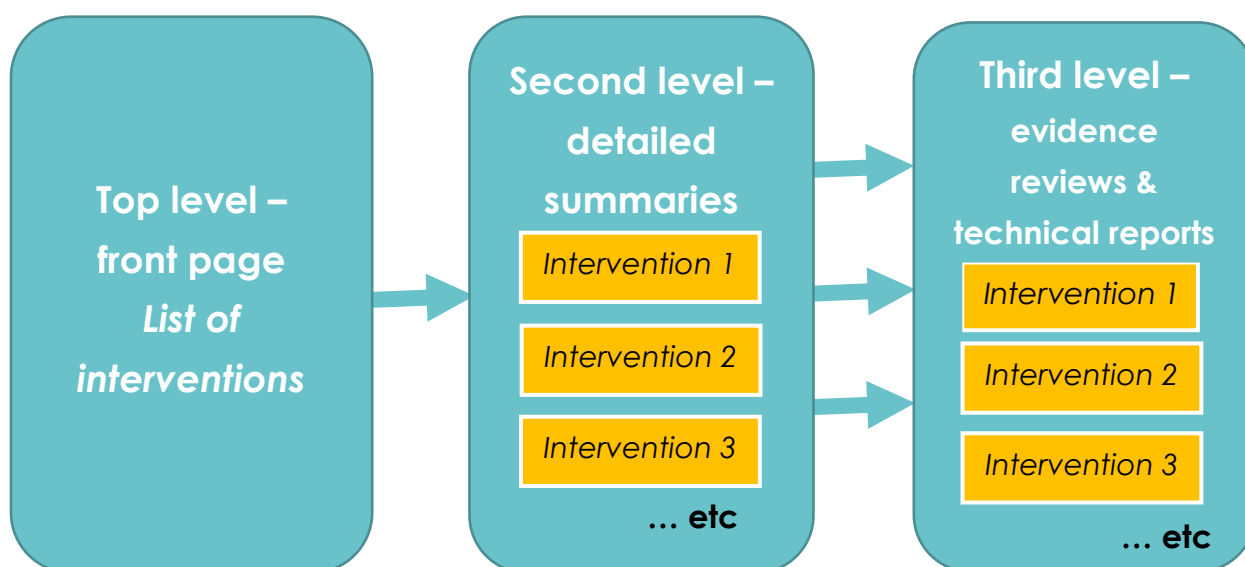 Top level –
front page
List of
interventions
Second level –
detailed
summaries
Intervention 1
Intervention 2
Intervention 3
... etc
Third level –
evidence
reviews &
technical reports
Intervention 1
Intervention 2
Intervention 3
... etc